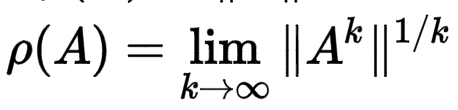 ρ(A) = lim_{k→∞} ‖A^k‖^{1/k}